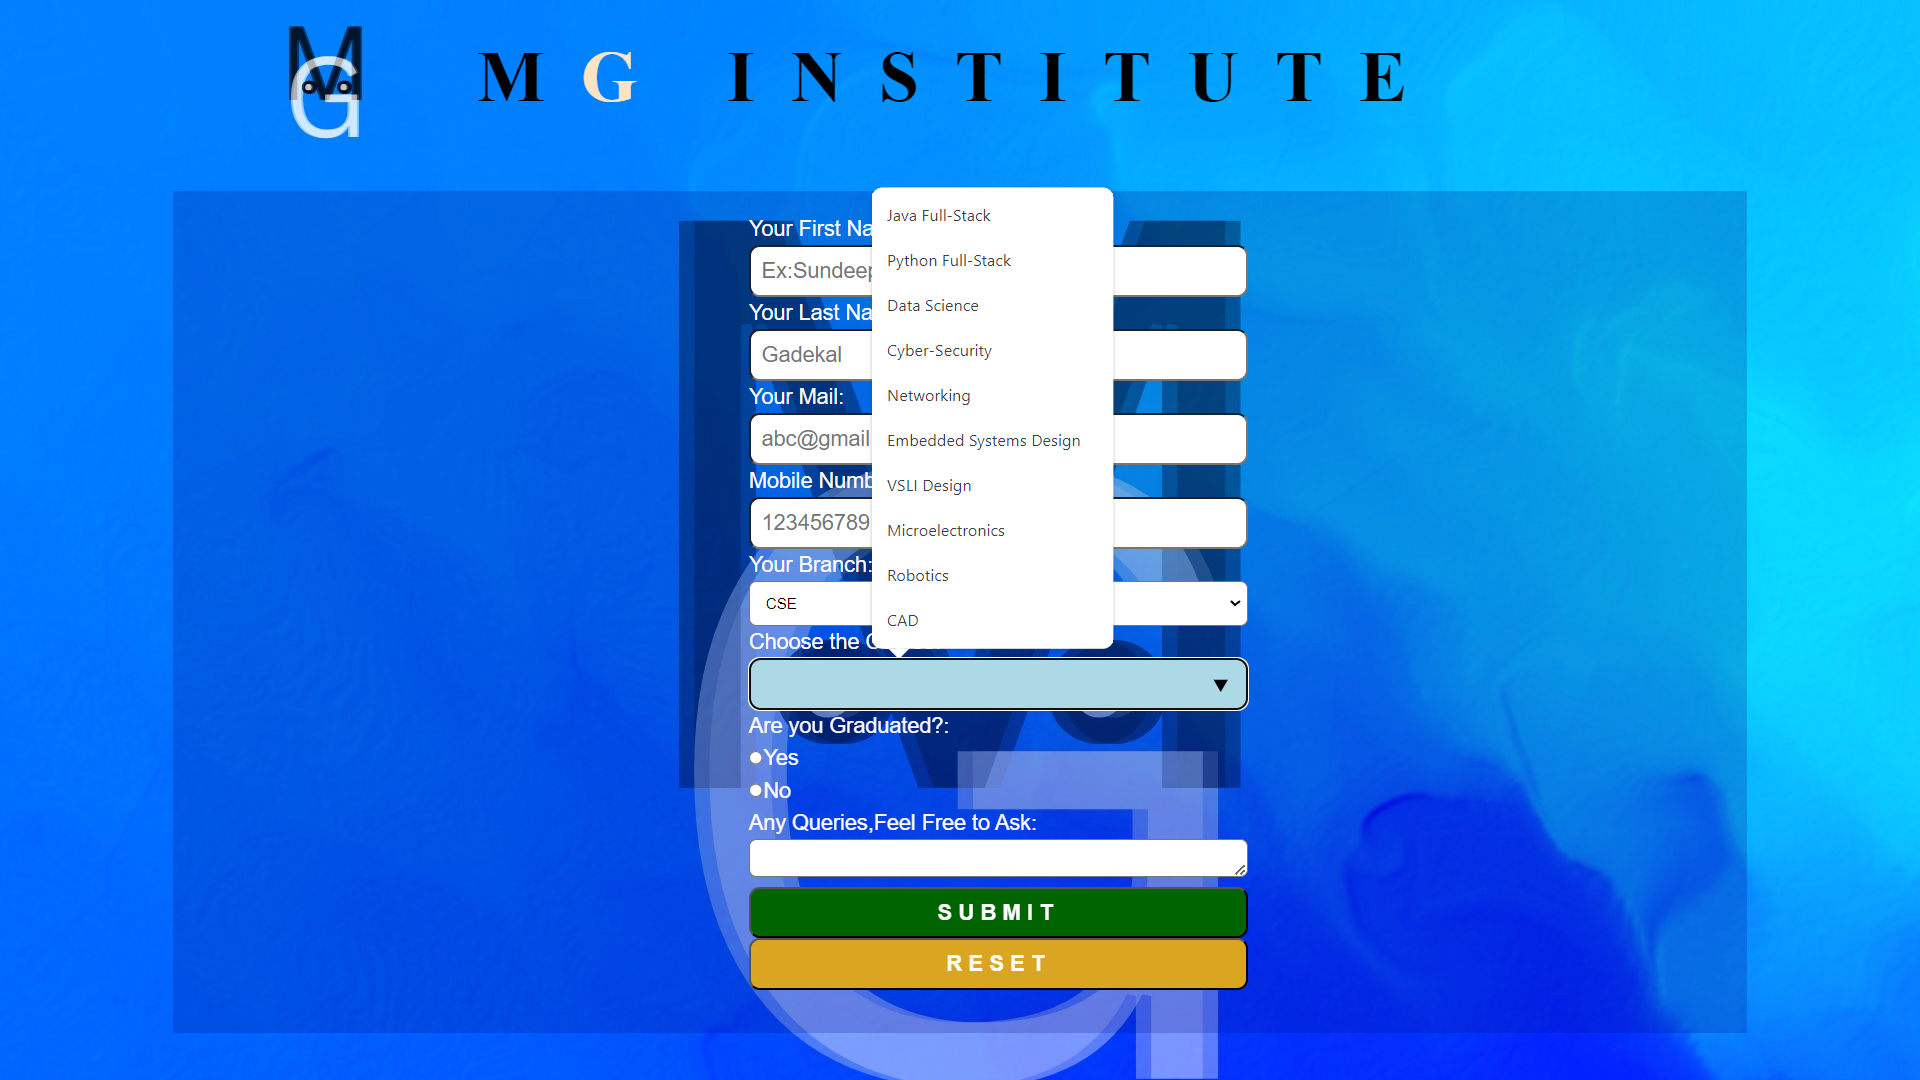 M G
M G INSTITUTE
Your First Na
Ex:Sundeep
Your Last Na
Gadekal
Your Mail:
abc@gmail
Mobile Numb
123456789
Your Branch:
CSE
Choose the
Java Full-Stack
Python Full-Stack
Data Science
Cyber-Security
Networking
Embedded Systems Design
VSLI Design
Microelectronics
Robotics
CAD
Are you Graduated?:
Yes
No
Any Queries,Feel Free to Ask:
SUBMIT
RESET